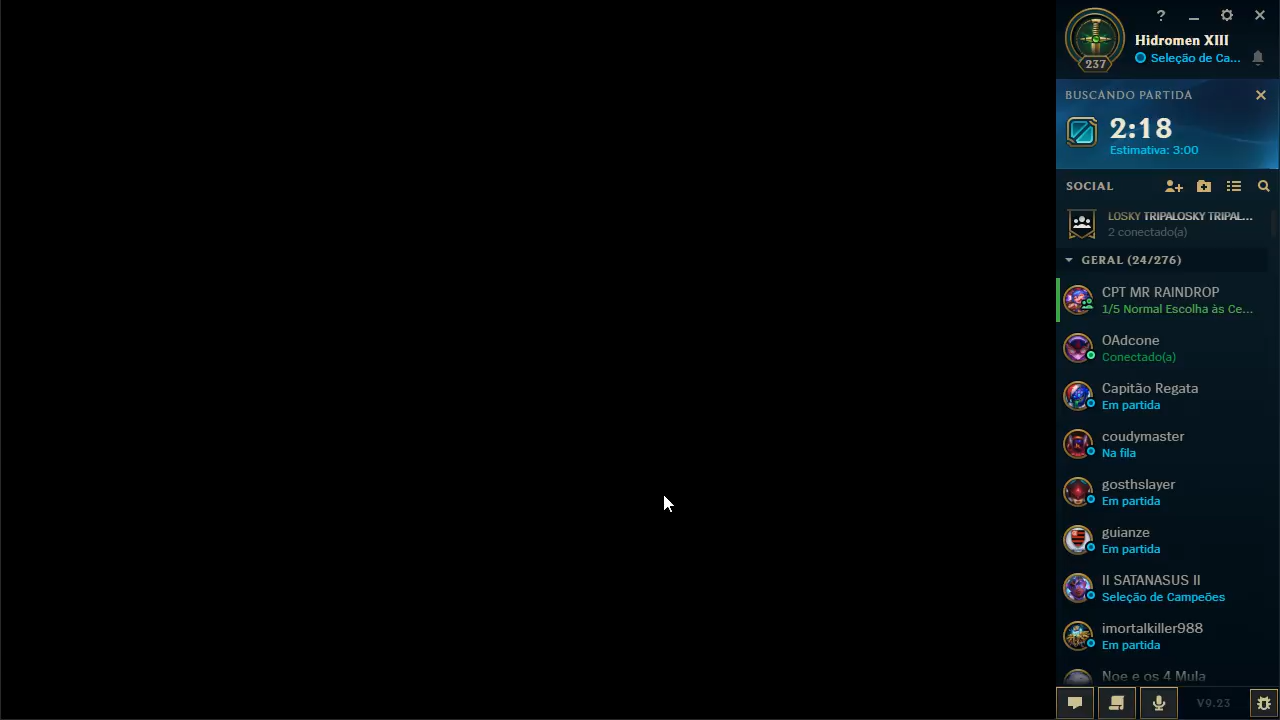 ?
Hidromen XIII
237
Seleção de Ca...
BUSCANDO PARTIDA
2:18
Estimativa: 3:00
SOCIAL
LOSKY TRIPALOSKY TRIPAL...
2 conectado(a)
GERAL (24/276)
CPT MR RAINDROP
1/5 Normal Escolha às Ce...
OAdcone
Conectado(a)
Capitão Regata
Em partida
coudymaster
Na fila
gosthslayer
Em partida
guianze
Em partida
II SATANASUS II
Seleção de Campeões
imortalkiller988
Em partida
Noe e os 4 Mula
V9.23